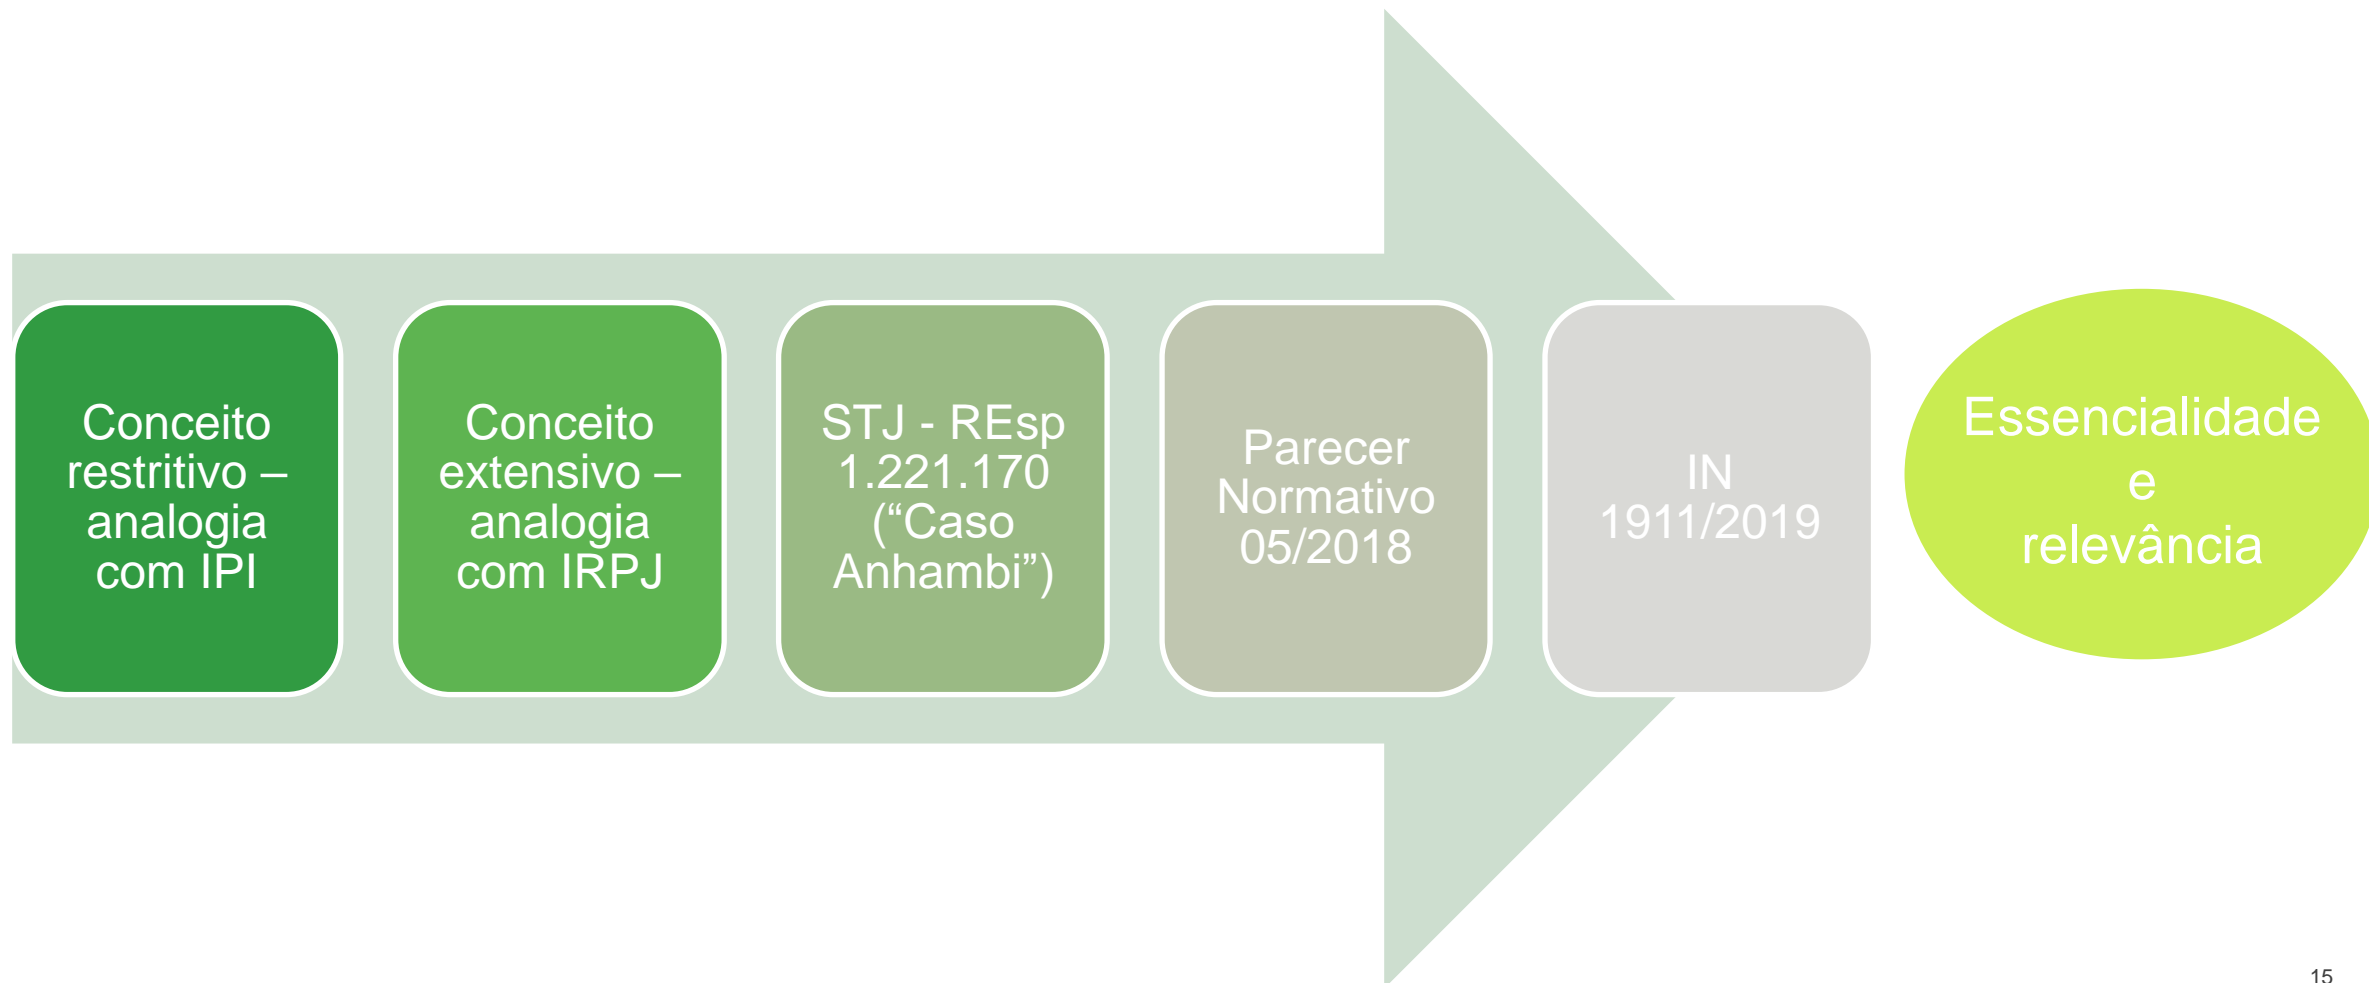 Conceito
restritivo –
analogia
com IPI
Conceito
extensivo –
analogia
com IRPJ
STJ - REsp
1.221.170
(“Caso
Anhambi”)
Parecer
Normativo
05/2018
IN
1911/2019
Essencialidade
e
relevância
15